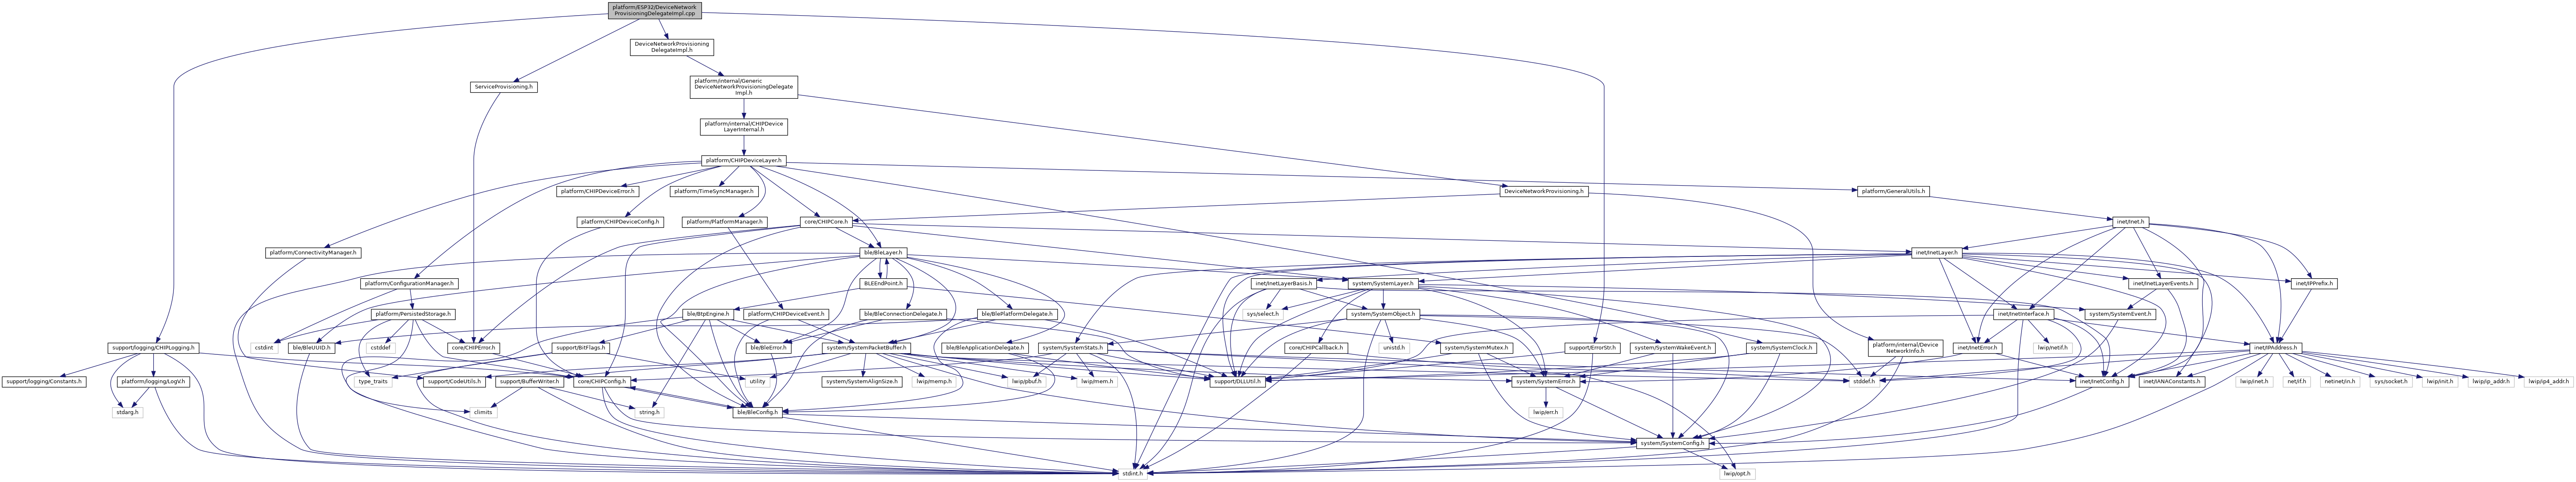 platform/ESP32/DeviceNetwork
ProvisioningDelegateImpl.cpp
DeviceNetworkProvisioning
DelegateImpl.h
ServiceProvisioning.h
platform/internal/Generic
DeviceNetworkProvisioningDelegate
Impl.h
platform/internal/CHIPDevice
LayerInternal.h
platform/CHIPDeviceLayer.h
platform/CHIPDeviceError.h
platform/TimeSyncManager.h
DeviceNetworkProvisioning.h
platform/GeneralUtils.h
platform/CHIPDeviceConfig.h
platform/PlatformManager.h
core/CHIPCore.h
inet/Inet.h
platform/ConnectivityManager.h
ble/BleLayer.h
inet/InetLayer.h
platform/ConfigurationManager.h
BLEEndPoint.h
inet/InetLayerBasis.h
system/SystemLayer.h
inet/InetLayerEvents.h
inet/IPPrefix.h
platform/PersistedStorage.h
ble/BtpEngine.h
platform/CHIPDeviceEvent.h
ble/BleConnectionDelegate.h
ble/BlePlatformDelegate.h
sys/select.h
system/SystemObject.h
inet/InetInterface.h
system/SystemEvent.h
support/logging/CHIPLogging.h
cstdint
ble/BleUUID.h
cstddef
core/CHIPError.h
support/BitFlags.h
ble/BleError.h
system/SystemPacketBuffer.h
ble/BleApplicationDelegate.h
system/SystemStats.h
core/CHIPCallback.h
unistd.h
system/SystemMutex.h
support/ErrorStr.h
system/SystemWakeEvent.h
system/SystemClock.h
platform/internal/Device
NetworkInfo.h
inet/InetError.h
lwip/netif.h
inet/IPAddress.h
support/logging/Constants.h
platform/logging/LogV.h
type_traits
support/CodeUtils.h
support/BufferWriter.h
core/CHIPConfig.h
utility
system/SystemAlignSize.h
lwip/memp.h
lwip/pbuf.h
lwip/mem.h
support/DLLUtil.h
system/SystemError.h
stddef.h
inet/InetConfig.h
inet/IANAConstants.h
lwip/inet.h
net/if.h
netinet/in.h
sys/socket.h
lwip/init.h
lwip/ip_addr.h
lwip/ip4_addr.h
stdarg.h
climits
string.h
ble/BleConfig.h
lwip/err.h
system/SystemConfig.h
stdint.h
lwip/opt.h